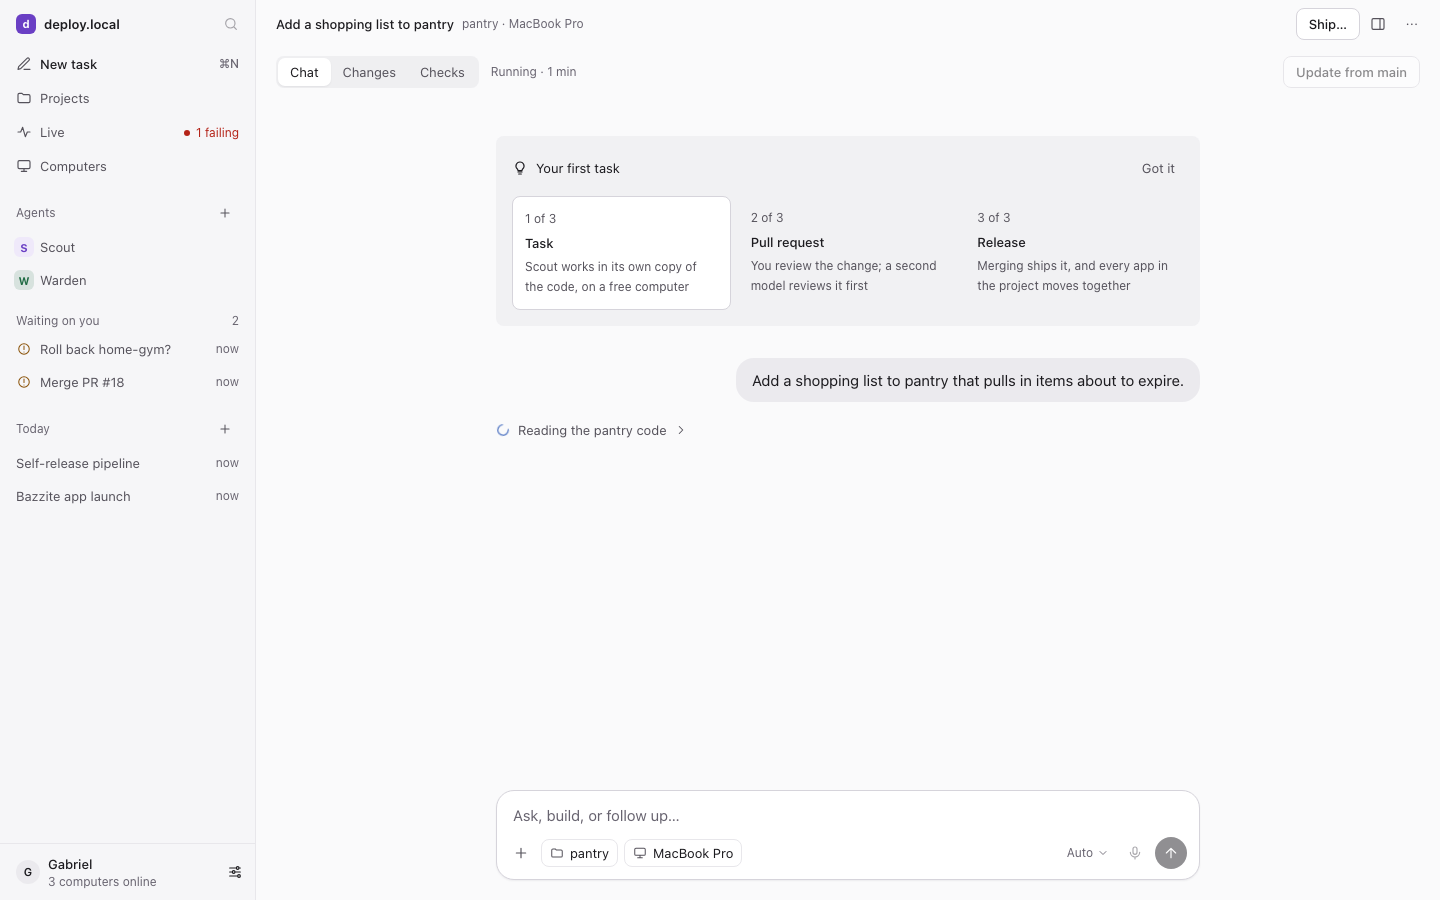 d deploy.local
New task ⌘N
Projects
Live 1 failing
Computers
Agents
S Scout
W Warden
Waiting on you 2
Roll back home-gym? now
Merge PR #18 now
Today
Self-release pipeline now
Bazzite app launch now
G Gabriel
3 computers online
Add a shopping list to pantry pantry · MacBook Pro
Ship...
Chat Changes Checks Running · 1 min
Update from main
Your first task Got it
1 of 3
Task
Scout works in its own copy of
the code, on a free computer
2 of 3
Pull request
You review the change; a second
model reviews it first
3 of 3
Release
Merging ships it, and every app in
the project moves together
Add a shopping list to pantry that pulls in items about to expire.
Reading the pantry code
Ask, build, or follow up...
pantry MacBook Pro Auto